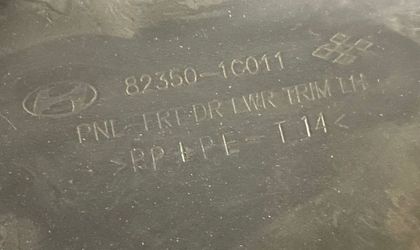 82350-1C011
PNL-FRT DR LWR TRIM LH
>PP+PE-T14<